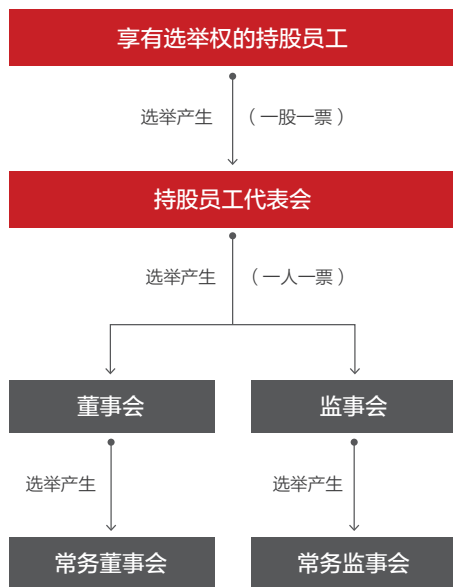 享有选举权的持股员工
选举产生 （一股一票）
持股员工代表会
选举产生 （一人一票）
董事会 监事会
选举产生 选举产生
常务董事会 常务监事会